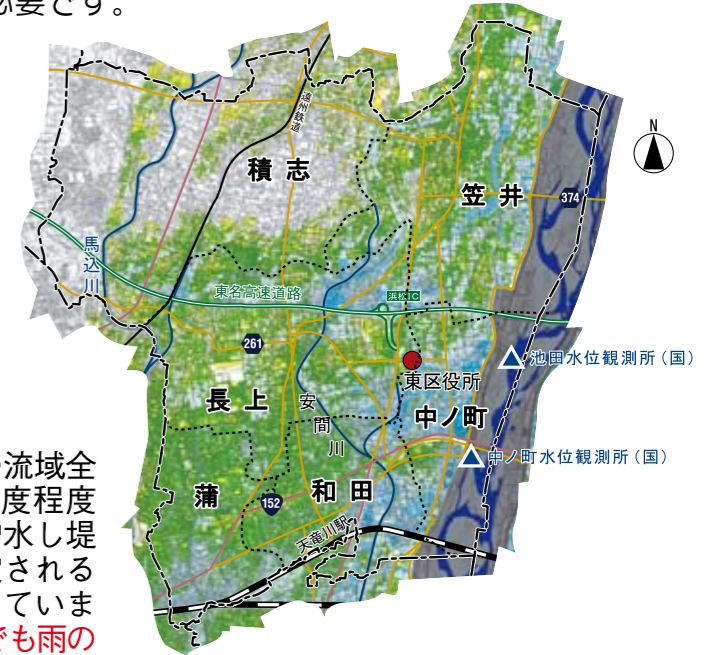 必要です。
N
遠州鉄道
積志
笠井
374
馬込川
東名高速道路
浜松IC
261
池田水位観測所（国）
東区役所
長上
安間川
中ノ町
中ノ町水位観測所（国）
蒲
152
和田
天竜川駅
流域全
度程度
水し堤
される
ていま
でも雨の